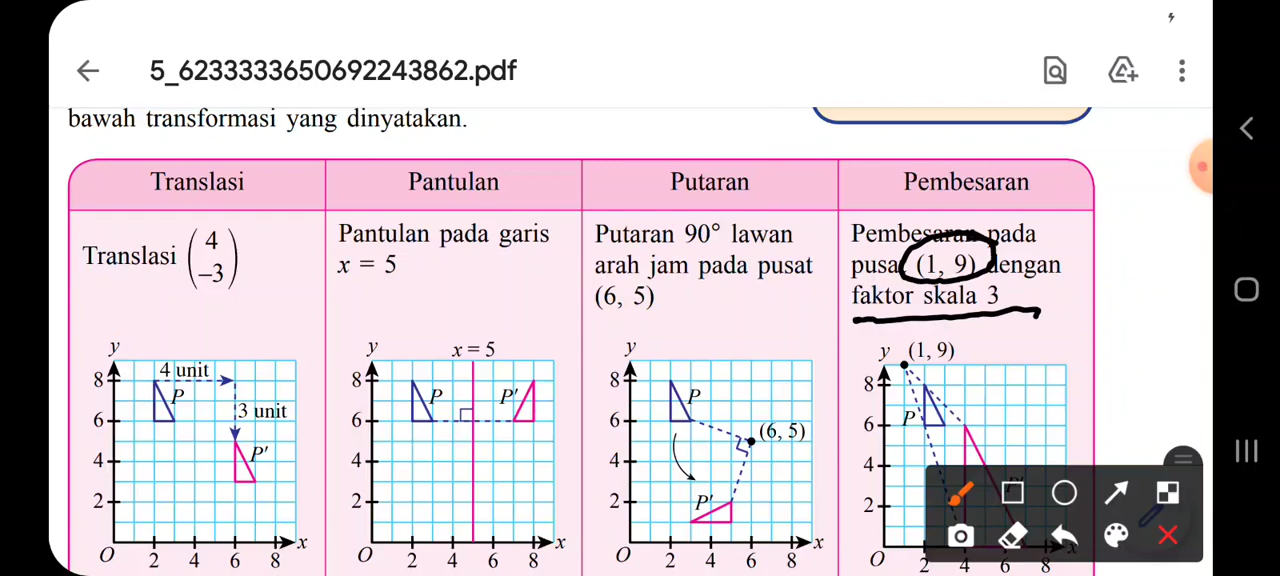 5_6233333650692243862.pdf
bawah transformasi yang dinyatakan.
Translasi
Pantulan
Putaran
Pembesaran
Translasi (4
–3)
Pantulan pada garis
x = 5
Putaran 90° lawan
arah jam pada pusat
(6, 5)
Pembesaran pada
pusat (1, 9) dengan
faktor skala 3
y
8
6
4
2
O
2
4
6
8
x
4 unit
P
3 unit
P'
y
x = 5
8
6
4
2
O
2
4
6
8
x
P
P'
y
8
6
4
2
O
2
4
6
8
x
P
(6, 5)
P'
y
(1, 9)
8
6
4
2
O
2
4
6
8
x
P
P'